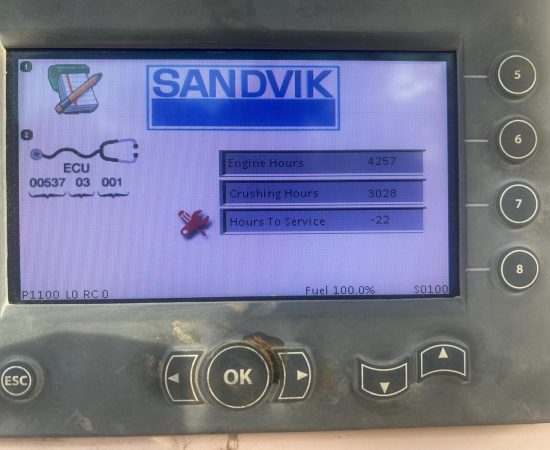 1
SANDVIK
2
ECU
00537 03 001
Engine Hours 4257
Crushing Hours 3028
Hours To Service -22
P1100 L0 RC 0 Fuel 100.0% S0100
5
6
7
8
ESC
OK